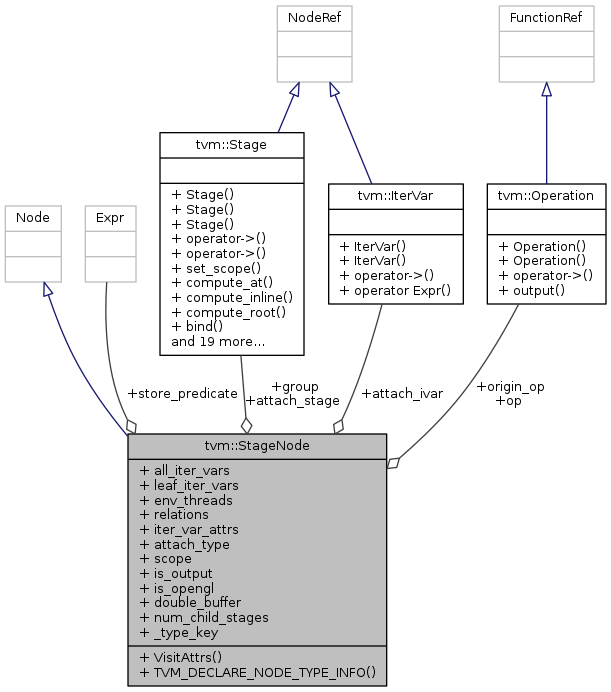 NodeRef
FunctionRef
tvm::Stage
+ Stage()
+ Stage()
+ Stage()
+ operator->()
+ operator->()
+ set_scope()
+ compute_at()
+ compute_inline()
+ compute_root()
+ bind()
and 19 more...
tvm::IterVar
+ IterVar()
+ IterVar()
+ operator->()
+ operator Expr()
tvm::Operation
+ Operation()
+ Operation()
+ operator->()
+ output()
Node
Expr
+store_predicate
+group
+attach_stage
+attach_ivar
+origin_op
+op
tvm::StageNode
+ all_iter_vars
+ leaf_iter_vars
+ env_threads
+ relations
+ iter_var_attrs
+ attach_type
+ scope
+ is_output
+ is_opengl
+ double_buffer
+ num_child_stages
+ _type_key
+ VisitAttrs()
+ TVM_DECLARE_NODE_TYPE_INFO()